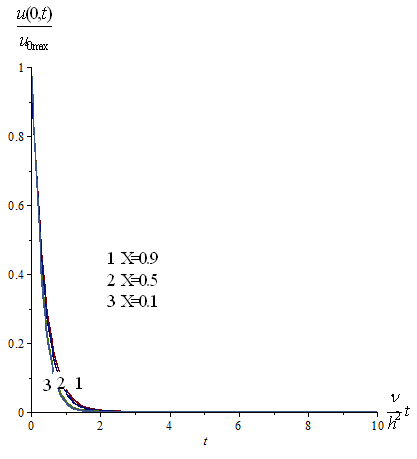 u(0,t)
u0max
1
0.8
0.6
0.4
1 X=0.9
2 X=0.5
3 X=0.1
0.2
3 2 1
0
0 2 4 6 8 10
t
ν
h² t